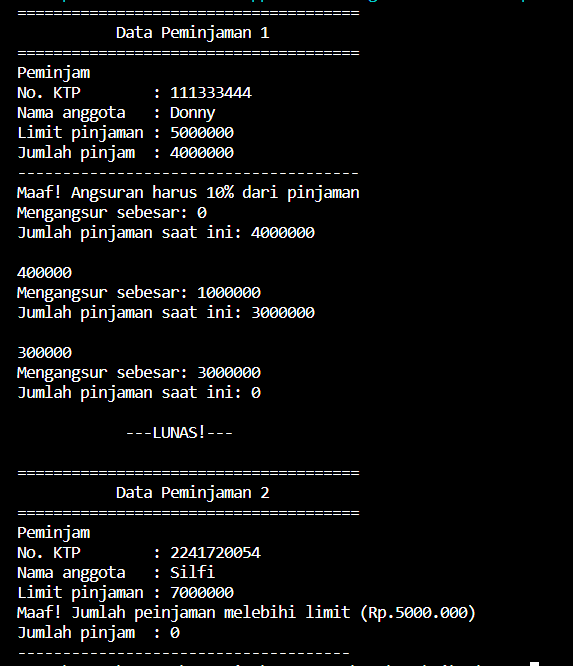 ======================================
Data Peminjaman 1
======================================
Peminjam
No. KTP        : 111333444
Nama anggota   : Donny
Limit pinjaman : 5000000
Jumlah pinjam  : 4000000
--------------------------------------
Maaf! Angsuran harus 10% dari pinjaman
Mengangsur sebesar: 0
Jumlah pinjaman saat ini: 4000000
400000
Mengangsur sebesar: 1000000
Jumlah pinjaman saat ini: 3000000
300000
Mengangsur sebesar: 3000000
Jumlah pinjaman saat ini: 0
---LUNAS!---
======================================
Data Peminjaman 2
======================================
Peminjam
No. KTP        : 2241720054
Nama anggota   : Silfi
Limit pinjaman : 7000000
Maaf! Jumlah peinjaman melebihi limit (Rp.5000.000)
Jumlah pinjam  : 0
-------------------------------------